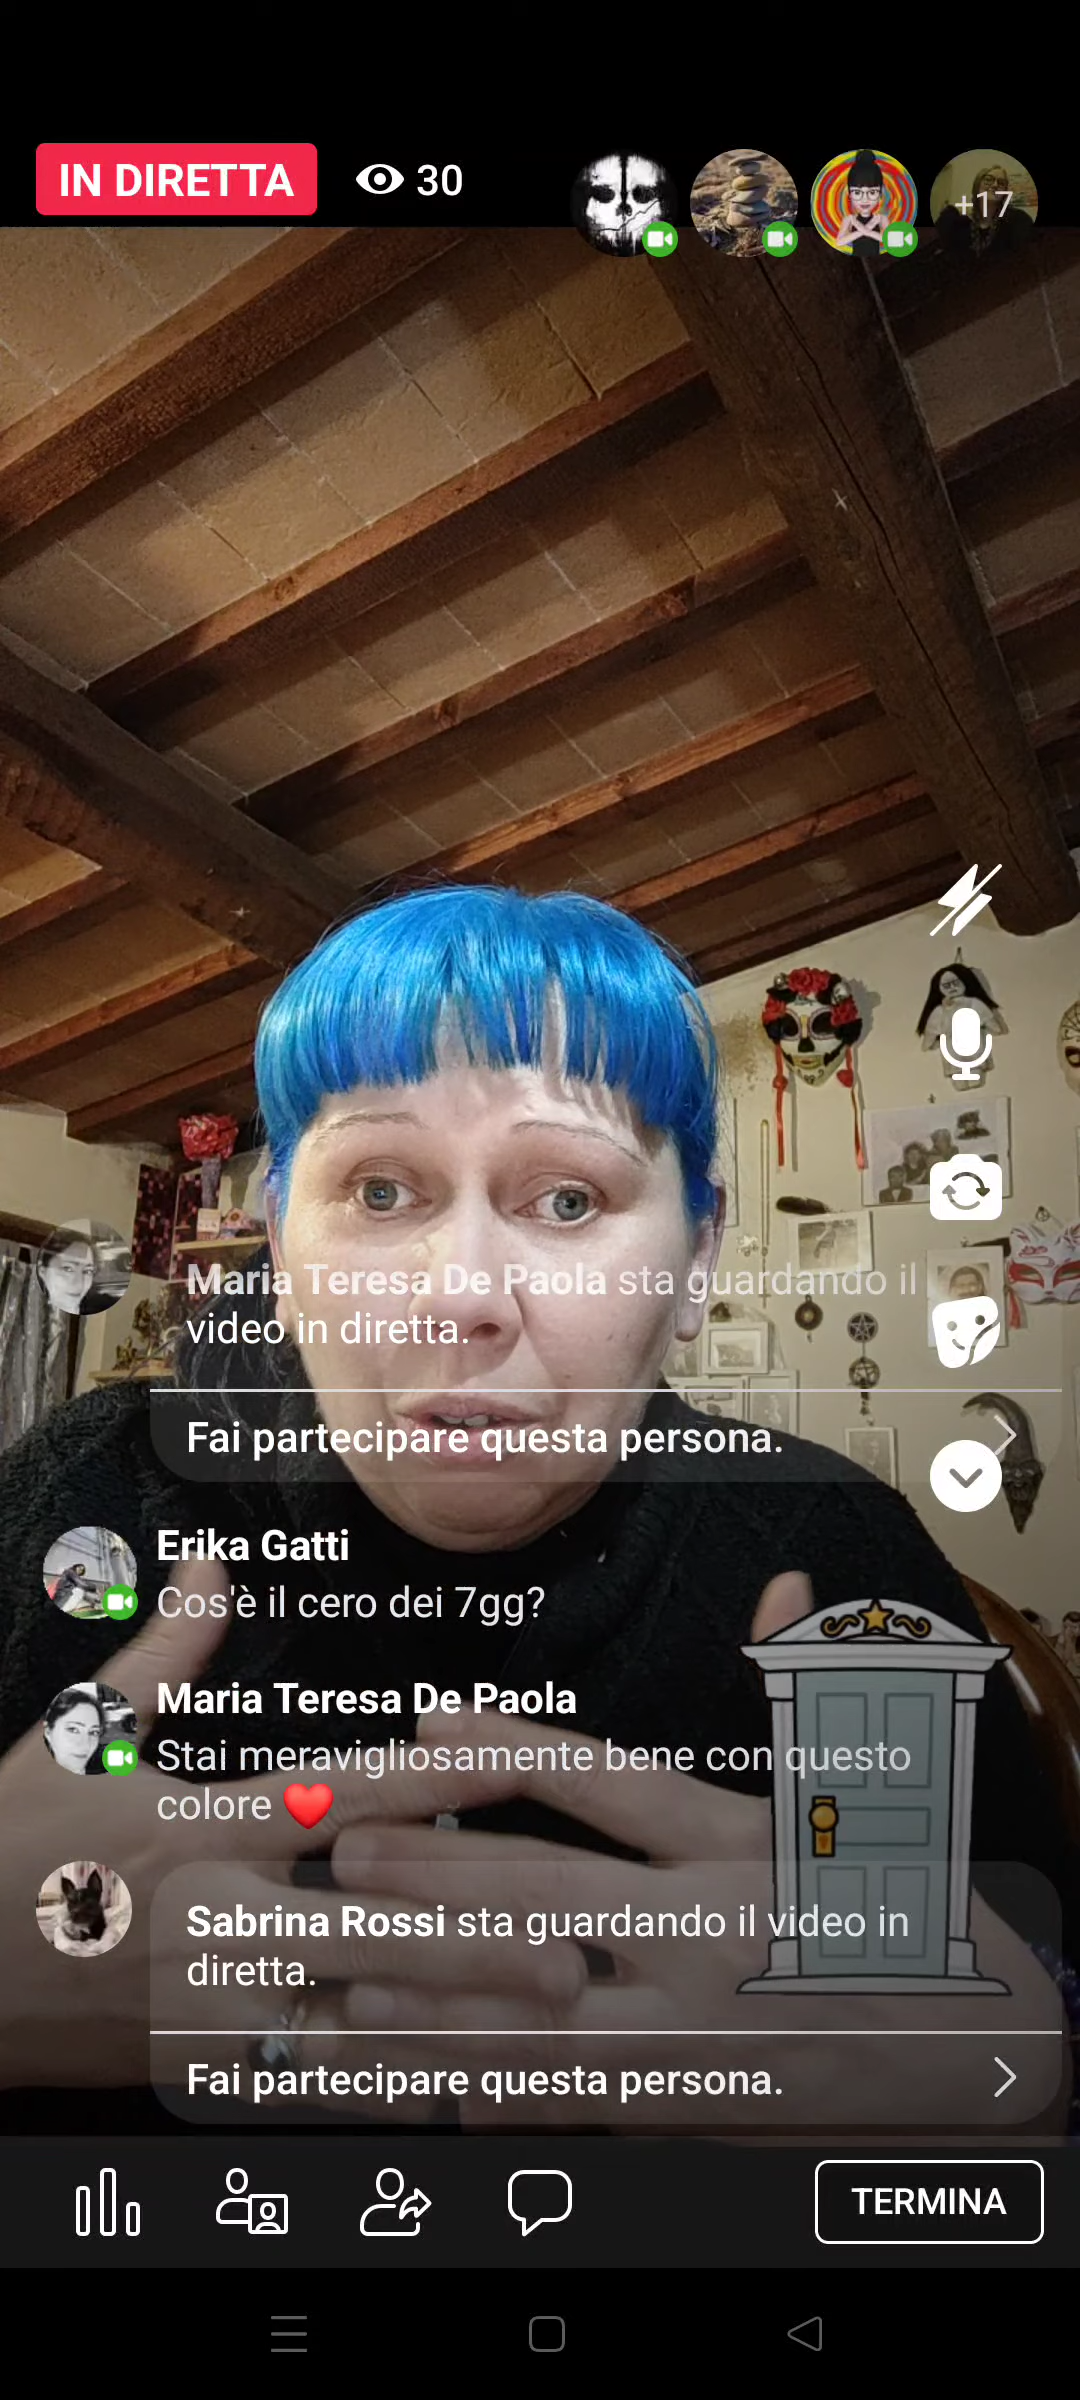 IN DIRETTA
30
+17
Maria Teresa De Paola sta guardando il
video in diretta.
Fai partecipare questa persona.
Erika Gatti
Cos'è il cero dei 7gg?
Maria Teresa De Paola
Stai meravigliosamente bene con questo
colore ❤️
Sabrina Rossi sta guardando il video in
diretta.
Fai partecipare questa persona.
TERMINA